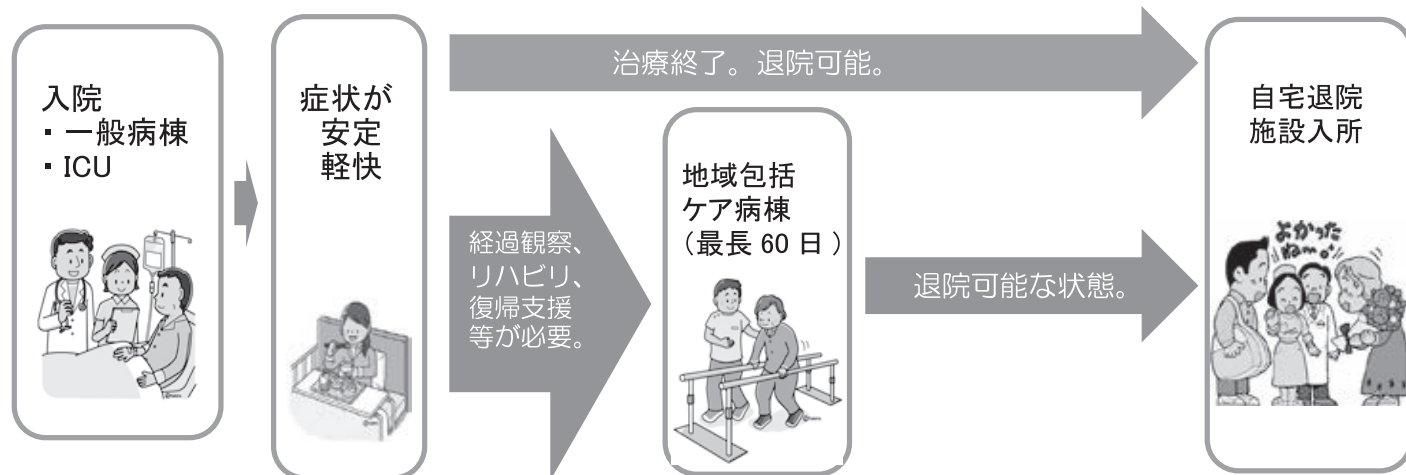 入院
・一般病棟
・ICU
症状が
安定
軽快
治療終了。退院可能。
経過観察、
リハビリ、
復帰支援
等が必要。
地域包括
ケア病棟
（最長 60 日 ）
退院可能な状態。
自宅退院
施設入所
よかった
ね〜。